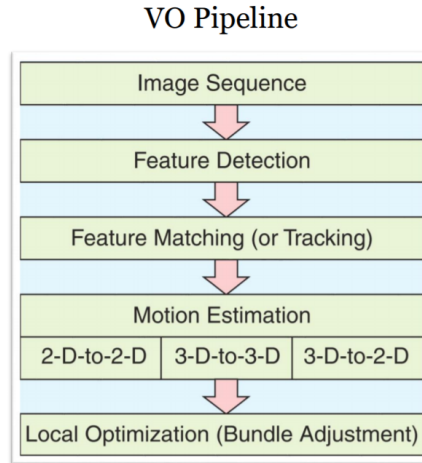 VO Pipeline
Image Sequence
Feature Detection
Feature Matching (or Tracking)
Motion Estimation
2-D-to-2-D 3-D-to-3-D 3-D-to-2-D
Local Optimization (Bundle Adjustment)